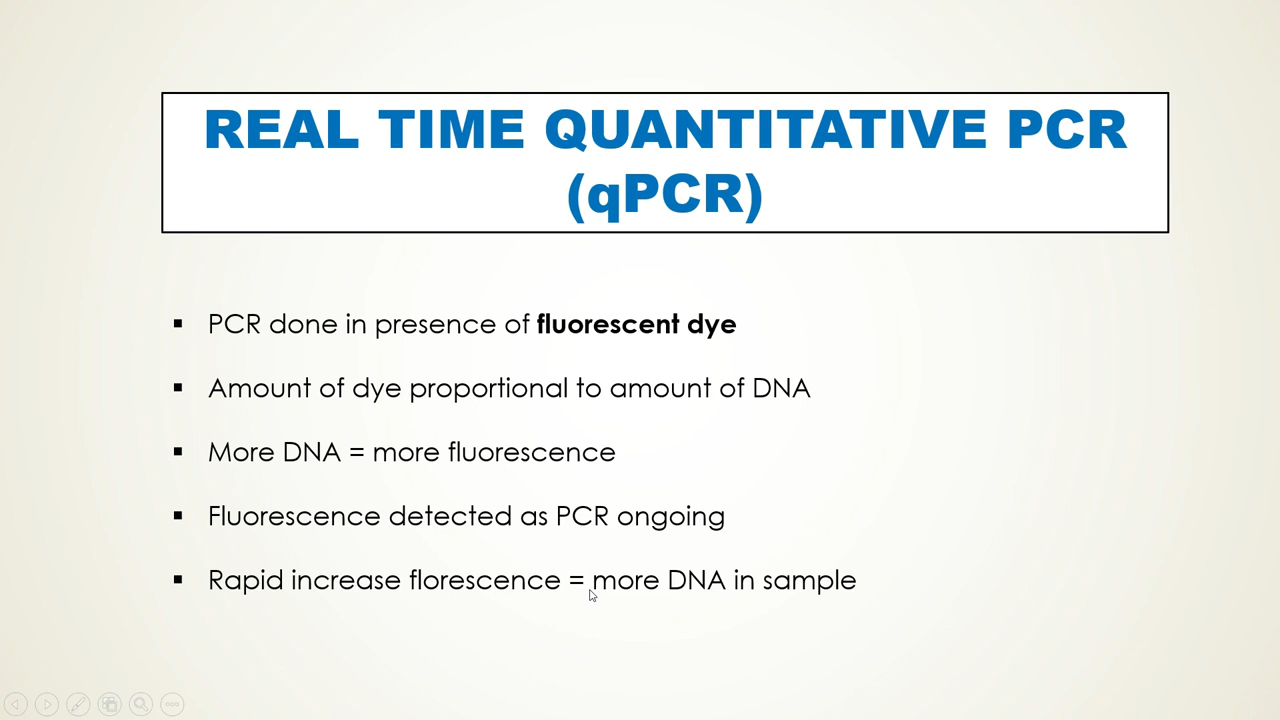 REAL TIME QUANTITATIVE PCR
(qPCR)
▪ PCR done in presence of fluorescent dye
▪ Amount of dye proportional to amount of DNA
▪ More DNA = more fluorescence
▪ Fluorescence detected as PCR ongoing
▪ Rapid increase florescence = more DNA in sample